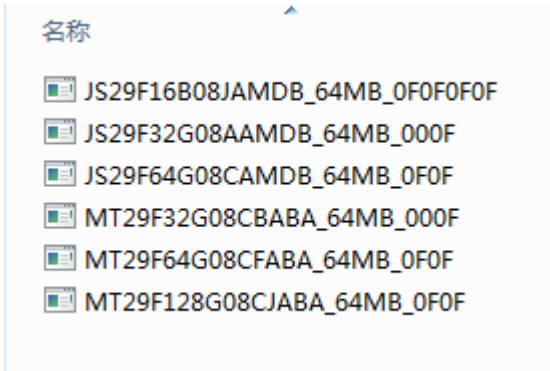 名称
JS29F16B08JAMDB_64MB_0F0F0F0F
JS29F32G08AAMDB_64MB_000F
JS29F64G08CAMDB_64MB_0F0F
MT29F32G08CBABA_64MB_000F
MT29F64G08CFABA_64MB_0F0F
MT29F128G08CJABA_64MB_0F0F